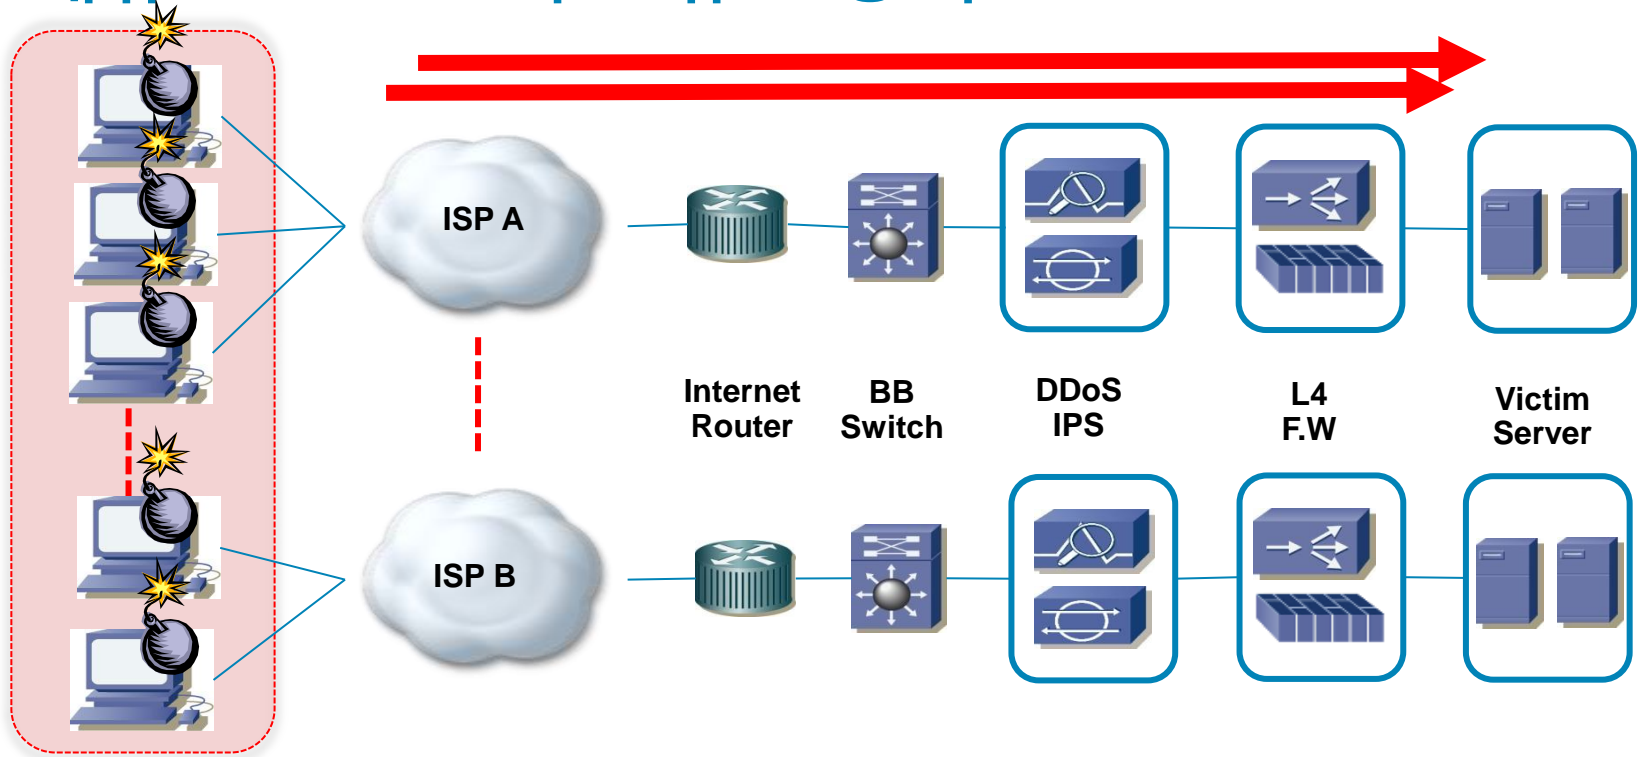 ISP A
Internet
Router
BB
Switch
DDoS
IPS
L4
F.W
Victim
Server
ISP B